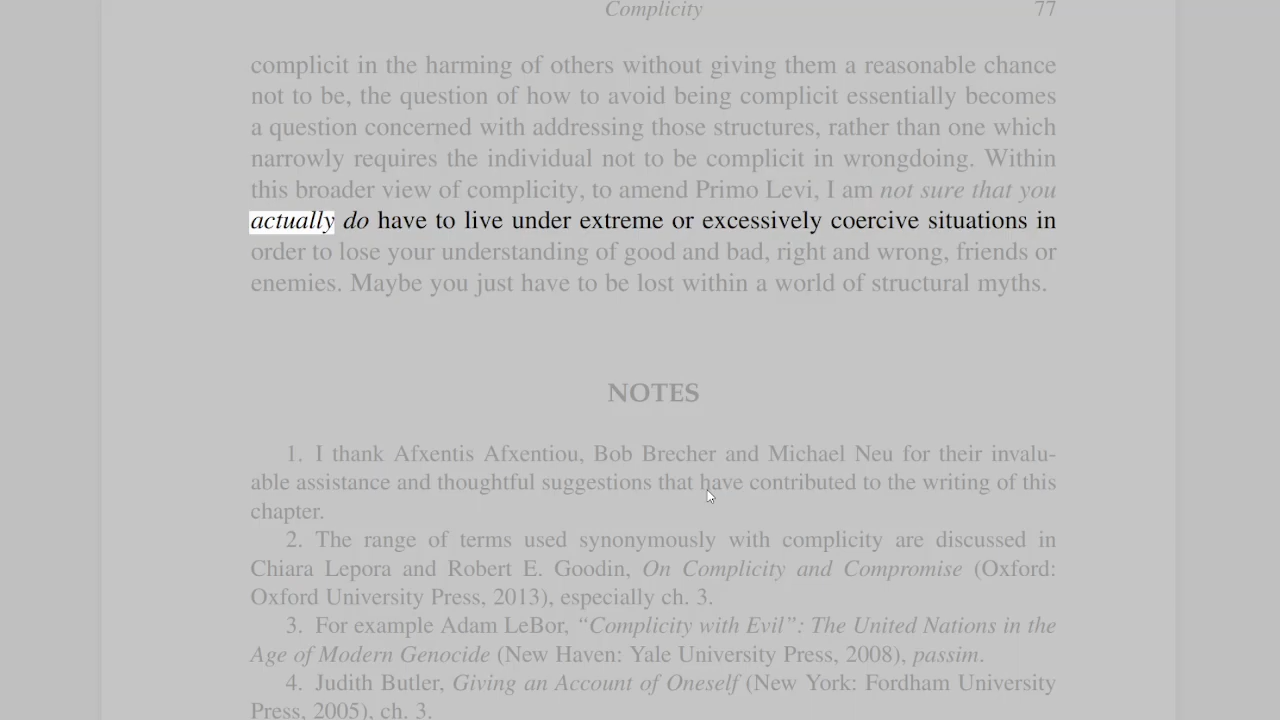 Complicity 77
complicit in the harming of others without giving them a reasonable chance
not to be, the question of how to avoid being complicit essentially becomes
a question concerned with addressing those structures, rather than one which
narrowly requires the individual not to be complicit in wrongdoing. Within
this broader view of complicity, to amend Primo Levi, I am not sure that you
actually do have to live under extreme or excessively coercive situations in
order to lose your understanding of good and bad, right and wrong, friends or
enemies. Maybe you just have to be lost within a world of structural myths.
NOTES
1. I thank Afxentis Afxentiou, Bob Brecher and Michael Neu for their invalu-
able assistance and thoughtful suggestions that have contributed to the writing of this
chapter.
2. The range of terms used synonymously with complicity are discussed in
Chiara Lepora and Robert E. Goodin, On Complicity and Compromise (Oxford:
Oxford University Press, 2013), especially ch. 3.
3. For example Adam LeBor, “Complicity with Evil”: The United Nations in the
Age of Modern Genocide (New Haven: Yale University Press, 2008), passim.
4. Judith Butler, Giving an Account of Oneself (New York: Fordham University
Press, 2005), ch. 3.